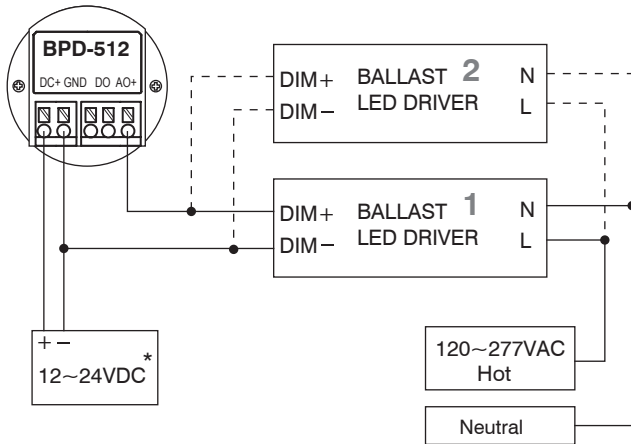 BPD-512
DC+ GND DO AO+
DIM+ BALLAST 2 N
DIM− LED DRIVER L
DIM+ BALLAST 1 N
DIM− LED DRIVER L
+ −
12~24VDC*
120~277VAC
Hot
Neutral